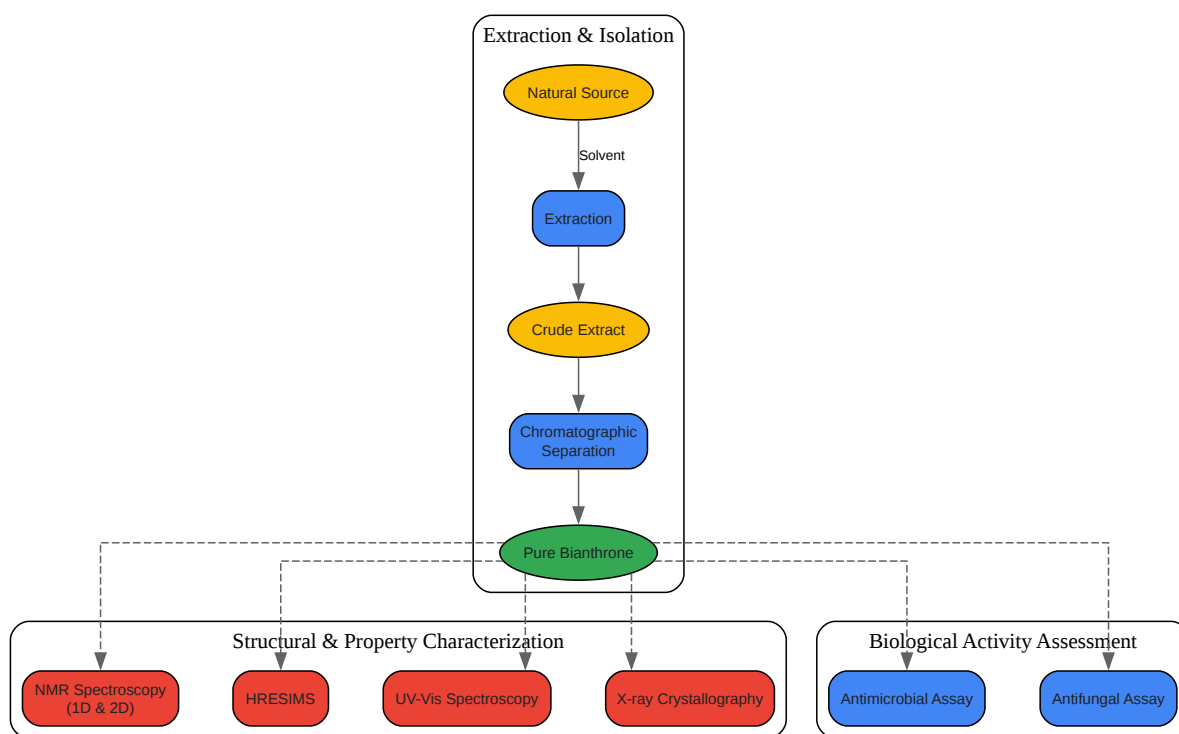 Extraction & Isolation
Natural Source
Solvent
Extraction
Crude Extract
Chromatographic
Separation
Pure Bianthrone
Structural & Property Characterization
Biological Activity Assessment
NMR Spectroscopy
(1D & 2D)
HRESIMS
UV-Vis Spectroscopy
X-ray Crystallography
Antimicrobial Assay
Antifungal Assay